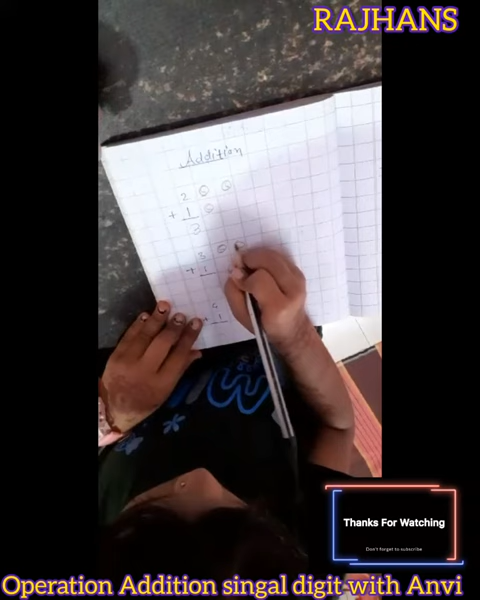 RAJHANS
Addition
2
+ 1
3
3
+ 1
+ 1
Thanks For Watching
Don't forget to subscribe
Operation Addition singal digit with Anvi